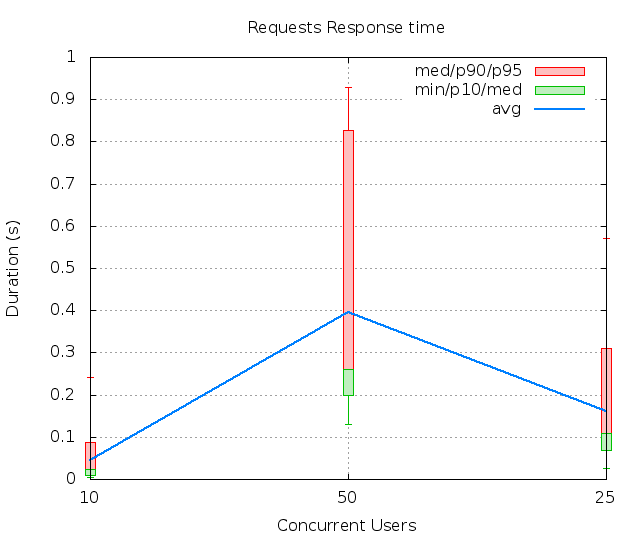 Requests Response time
1
0.9
0.8
0.7
0.6
0.5
0.4
0.3
0.2
0.1
0
Duration (s)
med/p90/p95
min/p10/med
avg
10
50
25
Concurrent Users